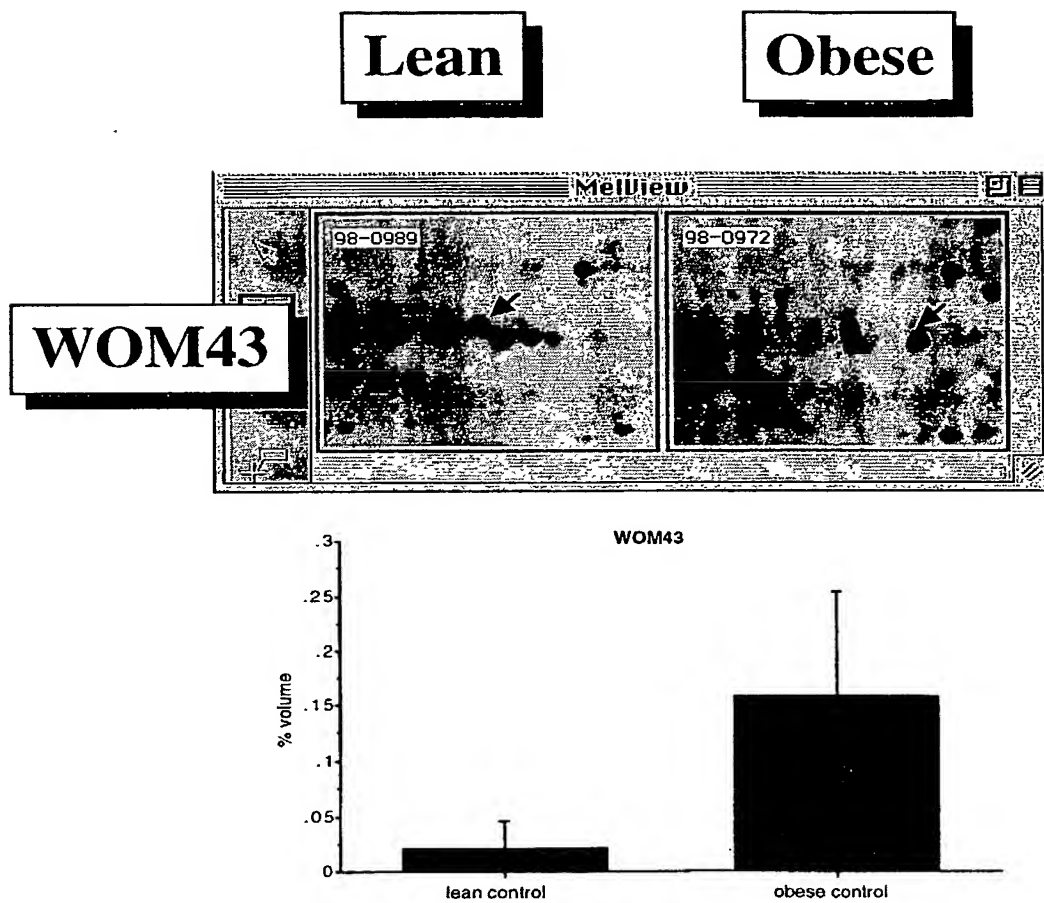 Lean Obese
MelView
98-0989 98-0972
WOM43
WOM43
.3
.25
.2
.15
.1
.05
0
% volume
lean control obese control